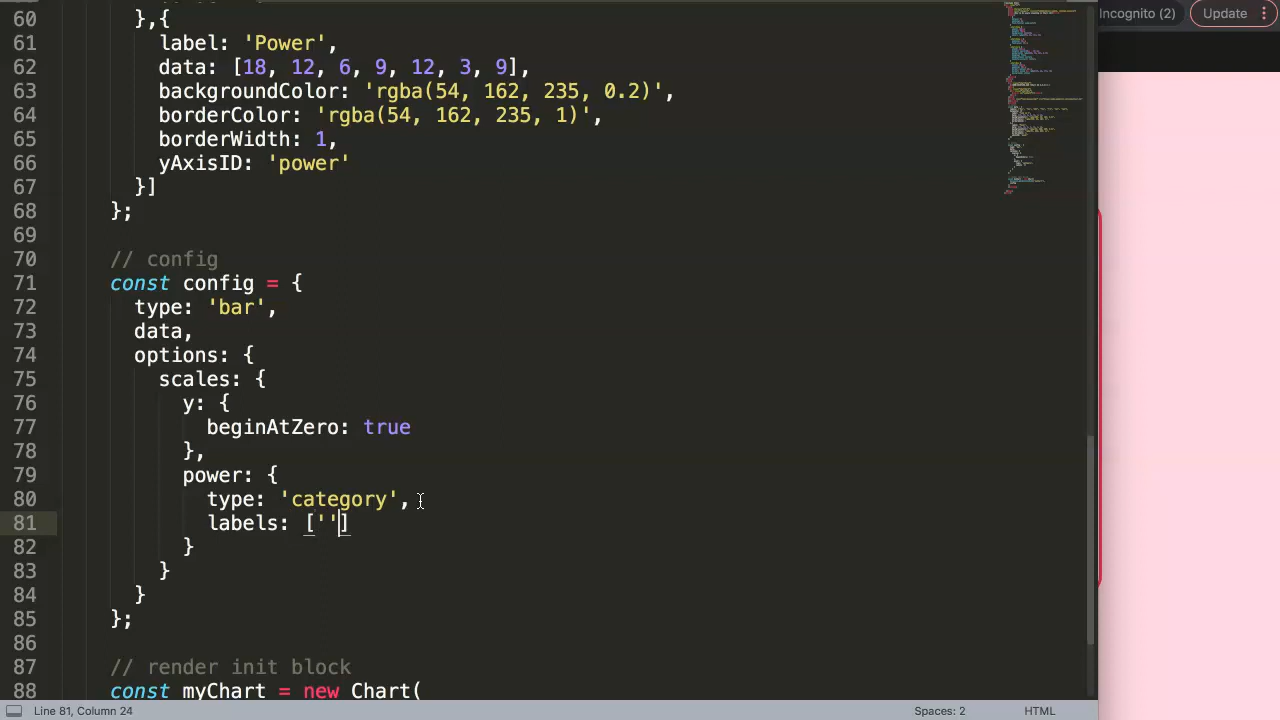 60 },{
61 label: 'Power',
62 data: [18, 12, 6, 9, 12, 3, 9],
63 backgroundColor: 'rgba(54, 162, 235, 0.2)',
64 borderColor: 'rgba(54, 162, 235, 1)',
65 borderWidth: 1,
66 yAxisID: 'power'
67 }]
68 };
69
70 // config
71 const config = {
72 type: 'bar',
73 data,
74 options: {
75 scales: {
76 y: {
77 beginAtZero: true
78 },
79 power: {
80 type: 'category',
81 labels: ['']
82 }
83 }
84 }
85 };
86
87 // render init block
88 const myChart = new Chart(
Line 81, Column 24 Spaces: 2 HTML
Incognito (2) Update